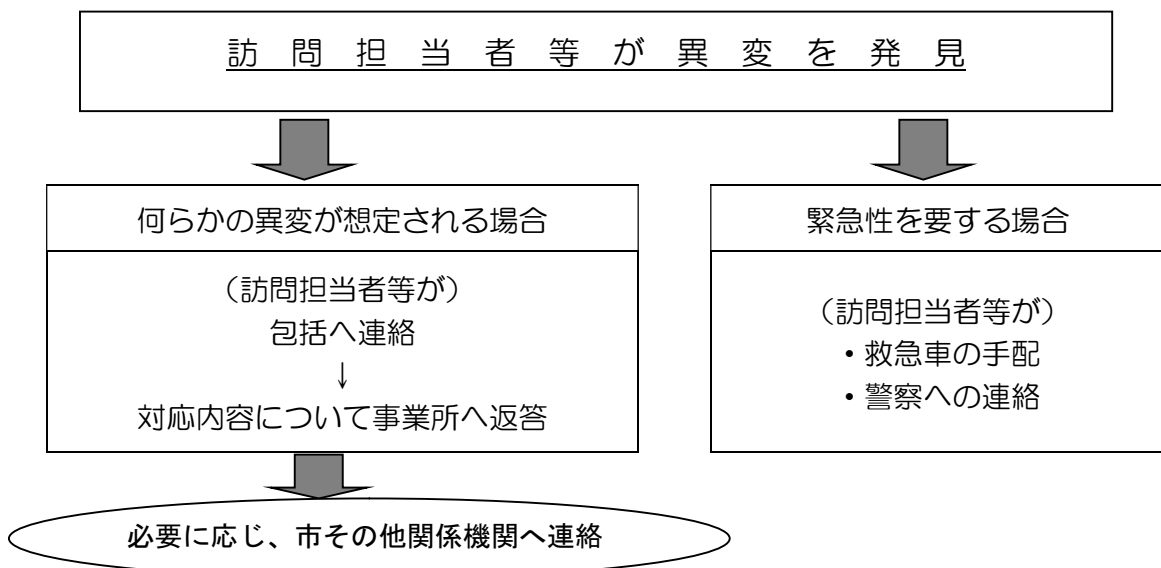 訪問担当者等が異変を発見
何らかの異変が想定される場合
（訪問担当者等が）
包括へ連絡
↓
対応内容について事業所へ返答
緊急性を要する場合
（訪問担当者等が）
・救急車の手配
・警察への連絡
必要に応じ、市その他関係機関へ連絡